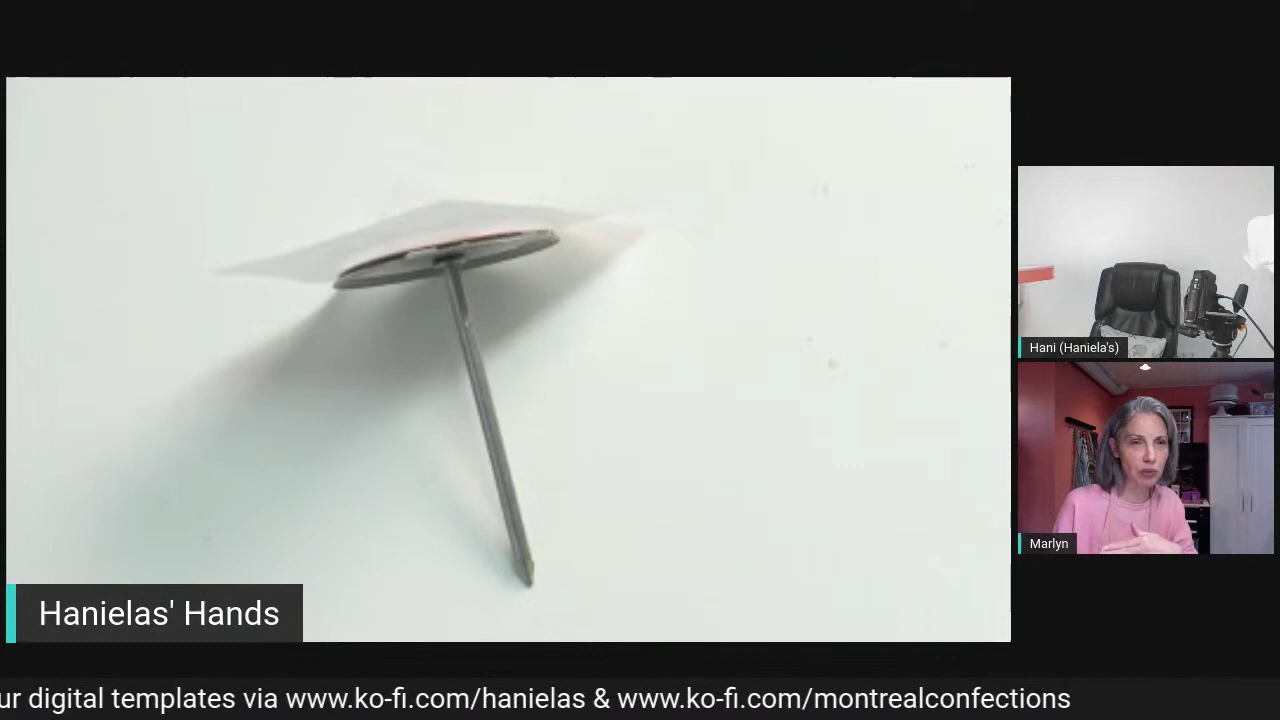 Hani (Haniela's)
Marlyn
Hanielas' Hands
ur digital templates via www.ko-fi.com/hanielas & www.ko-fi.com/montrealconfections